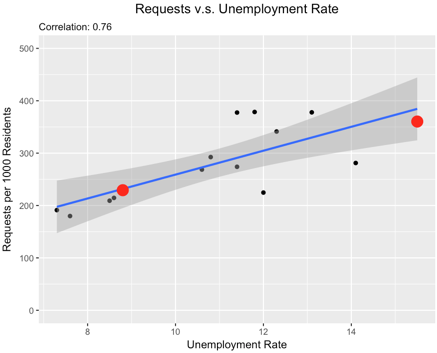 Requests v.s. Unemployment Rate
Correlation: 0.76
500
400
300
200
100
0
Requests per 1000 Residents
8
10
12
14
Unemployment Rate